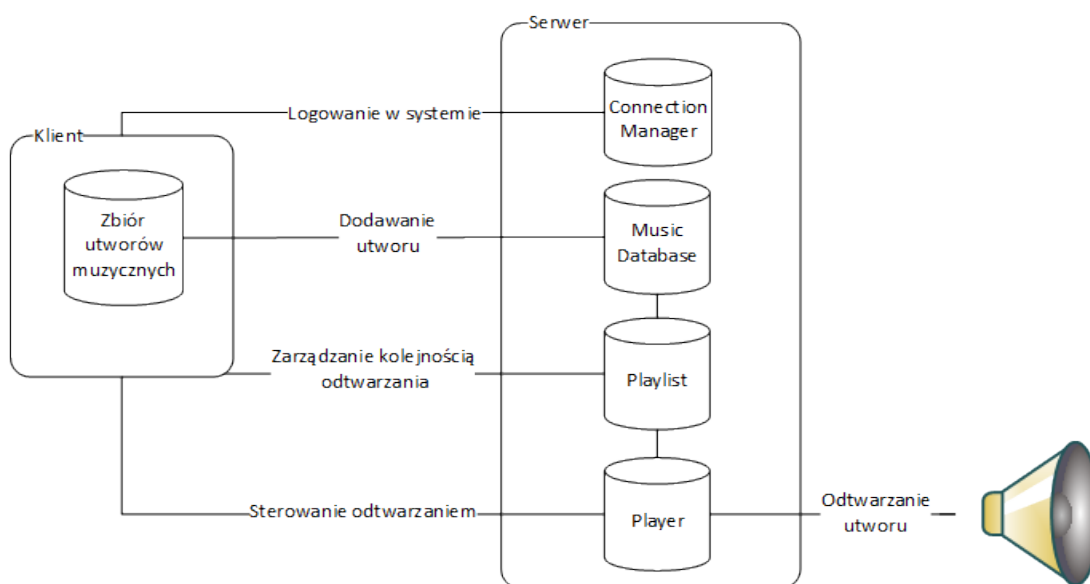 Serwer
Logowanie w systemie
Connection
Manager
Klient
Zbiór
utworów
muzycznych
Dodawanie
utworu
Music
Database
Zarządzanie kolejnością
odtwarzania
Playlist
Sterowanie odtwarzaniem
Player
Odtwarzanie
utworu